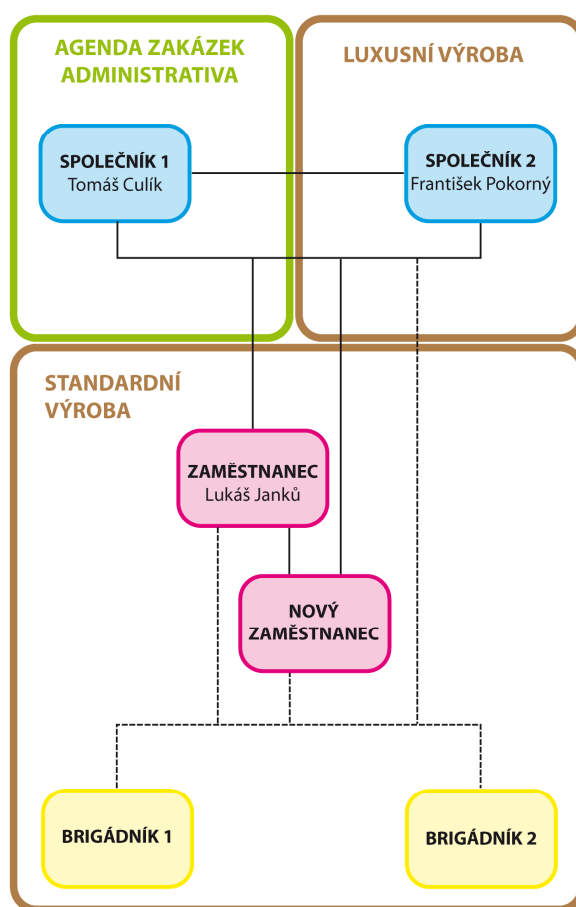 AGENDA ZAKÁZEK
ADMINISTRATIVA
LUXUSNÍ VÝROBA
SPOLEČNÍK 1
Tomáš Culík
SPOLEČNÍK 2
František Pokorný
STANDARDNÍ
VÝROBA
ZAMĚSTNANEC
Lukáš Janků
NOVÝ
ZAMĚSTNANEC
BRIGÁDNÍK 1
BRIGÁDNÍK 2